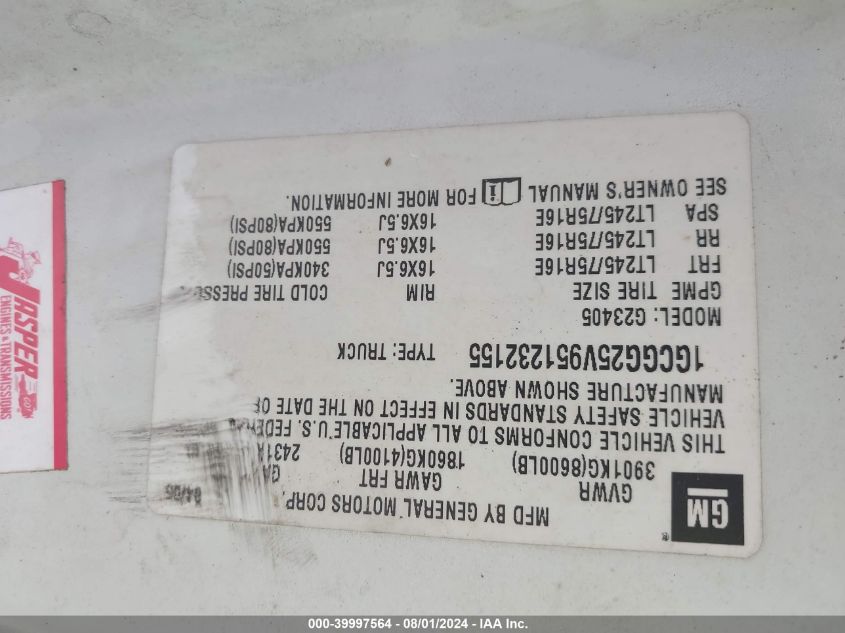 GM
®
MFD BY GENERAL MOTORS CORP.
04/05
GVWR GAWR FRT GA
3901KG(8600LB) 1860KG(4100LB) 2431
THIS VEHICLE CONFORMS TO ALL APPLICABLE U.S.
VEHICLE SAFETY STANDARDS IN EFFECT ON THE DATE OF
MANUFACTURE SHOWN ABOVE.
1GCGG25V951232155 TYPE: TRUCK
MODEL: G23405
GPME TIRE SIZE RIM COLD TIRE
FRT LT245/75R16E 16X6.5J 340KPA(50PSI)
RR LT245/75R16E 16X6.5J 550KPA(80PSI)
SPA LT245/75R16E 16X6.5J 550KPA(80PSI)
SEE OWNER'S MANUAL i FOR MORE INFORMATION.
JASPER
ENGINES & TRANSMISSIONS
000-39997564 - 08/01/2024 - IAA Inc.